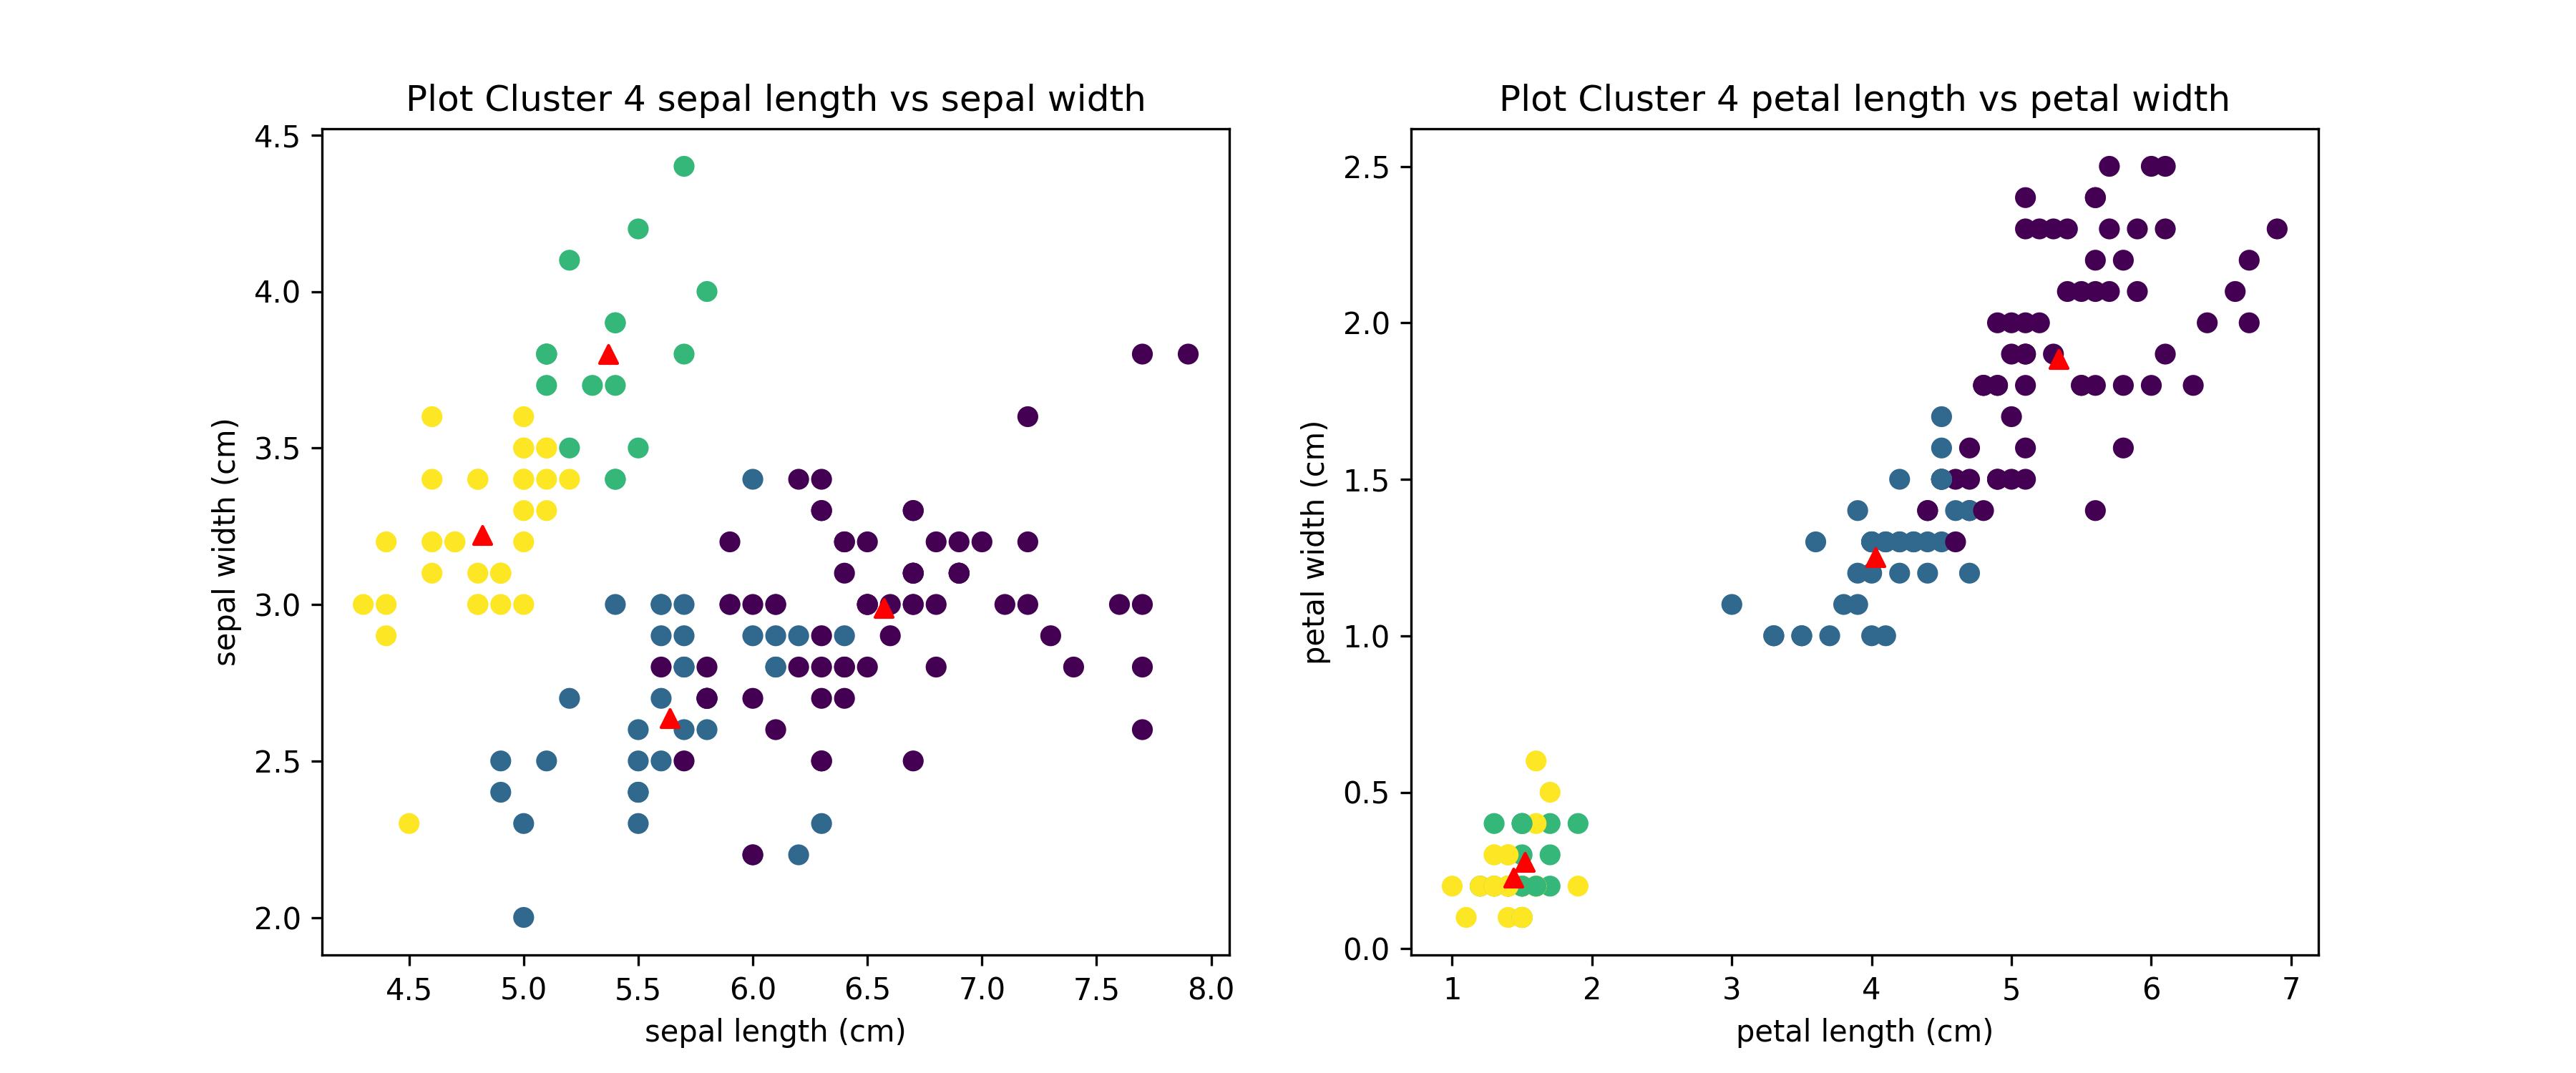 Plot Cluster 4 sepal length vs sepal width
4.5
4.0
3.5
3.0
2.5
2.0
sepal width (cm)
4.5 5.0 5.5 6.0 6.5 7.0 7.5 8.0
sepal length (cm)
Plot Cluster 4 petal length vs petal width
2.5
2.0
1.5
1.0
0.5
0.0
petal width (cm)
1 2 3 4 5 6 7
petal length (cm)